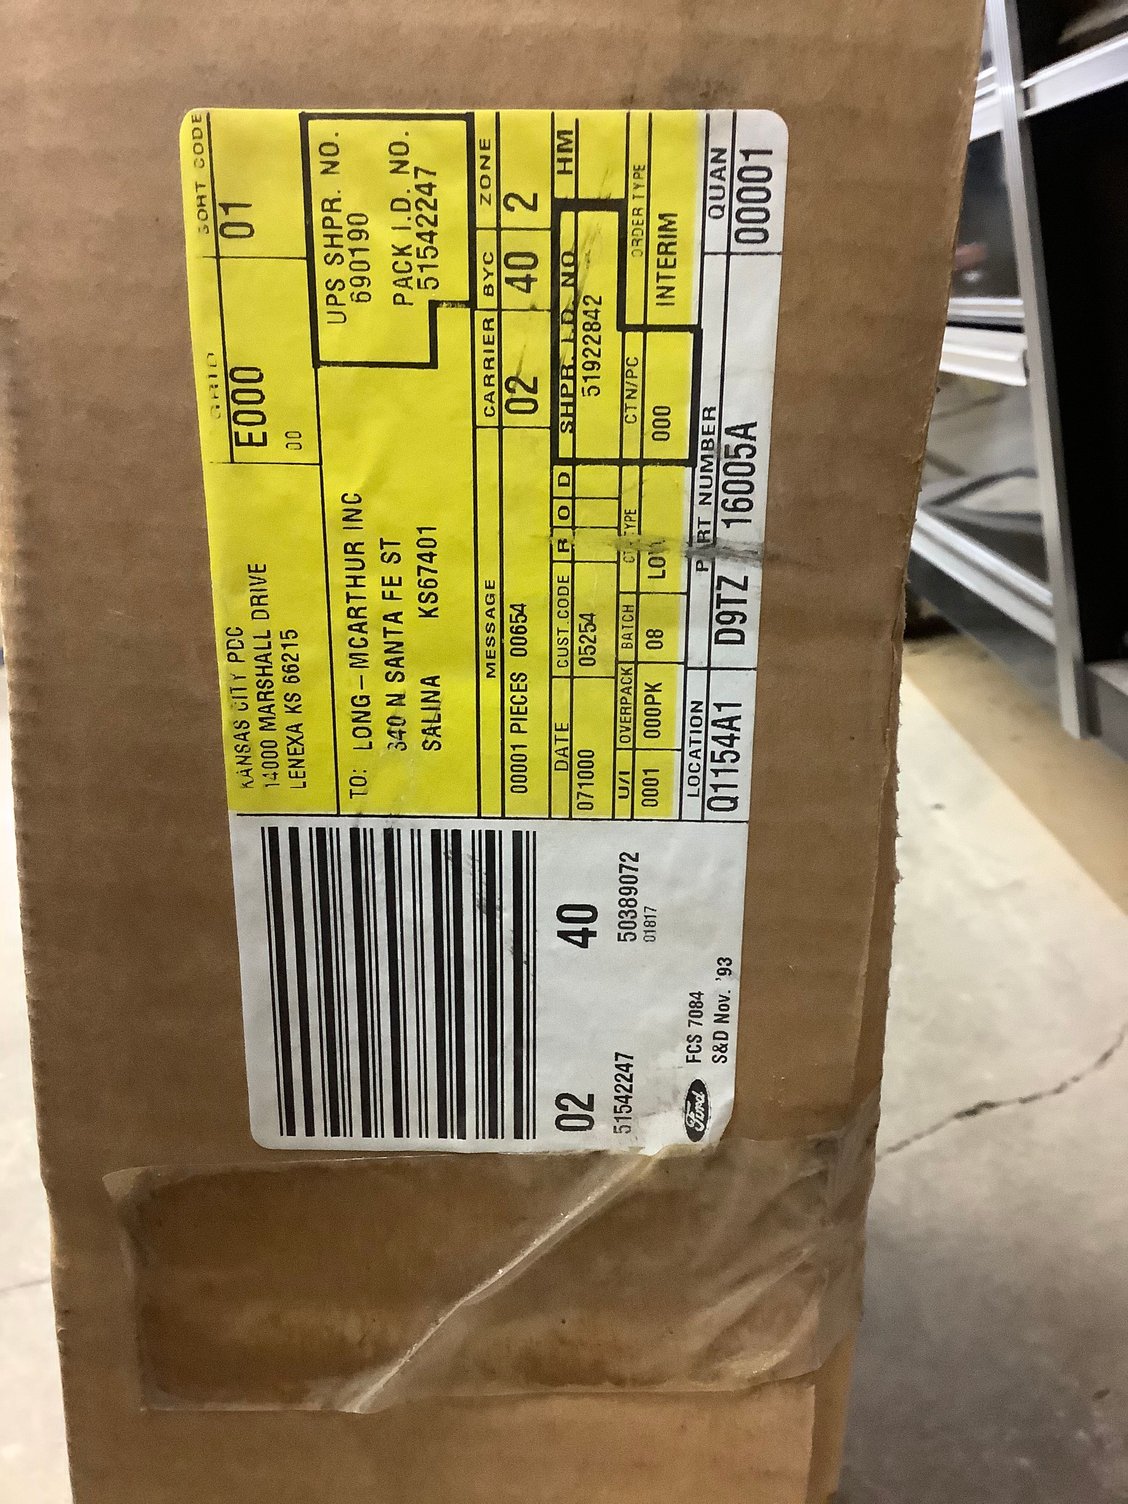 KANSAS CITY PDC
14000 MARSHALL DRIVE
LENEXA KS 66215
GRID
E000
00
SORT CODE
01
UPS SHPR. NO.
690190
PACK I.D. NO.
51542247
TO: LONG-MCARTHUR INC
340 N SANTA FE ST
SALINA KS67401
MESSAGE CARRIER BYC ZONE
00001 PIECES 00654 02 40 2
DATE CUST.CODE R O D SHPR. I.D. NO. HM
071000 05254 51922842
U/I OVERPACK BATCH CTN/PC ORDER TYPE
0001 000PK 08 LOW 000 INTERIM
LOCATION PART NUMBER QUAN
Q1154A1 D9TZ 16005A 00001
02 40
51542247 50389072
01817
Ford
FCS 7084
S&D Nov. '93